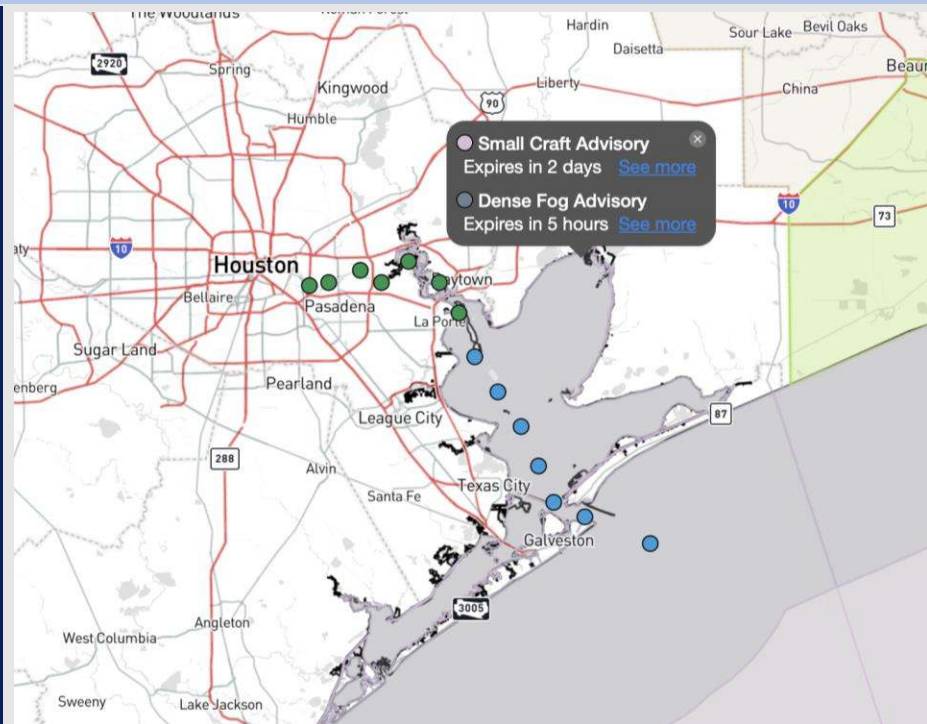 The Woodlands
Hardin
Sour Lake
Bevil Oaks
Daisetta
2920
Spring
Kingwood
Liberty
China
90
Humble
Small Craft Advisory
Expires in 2 days See more
Dense Fog Advisory
Expires in 5 hours See more
10
73
10
Houston
Baytown
Bellaire
Pasadena
La Porte
Sugar Land
Pearland
League City
87
288
Alvin
Texas City
Santa Fe
Galveston
3005
Angleton
West Columbia
Sweeny
Lake Jackson